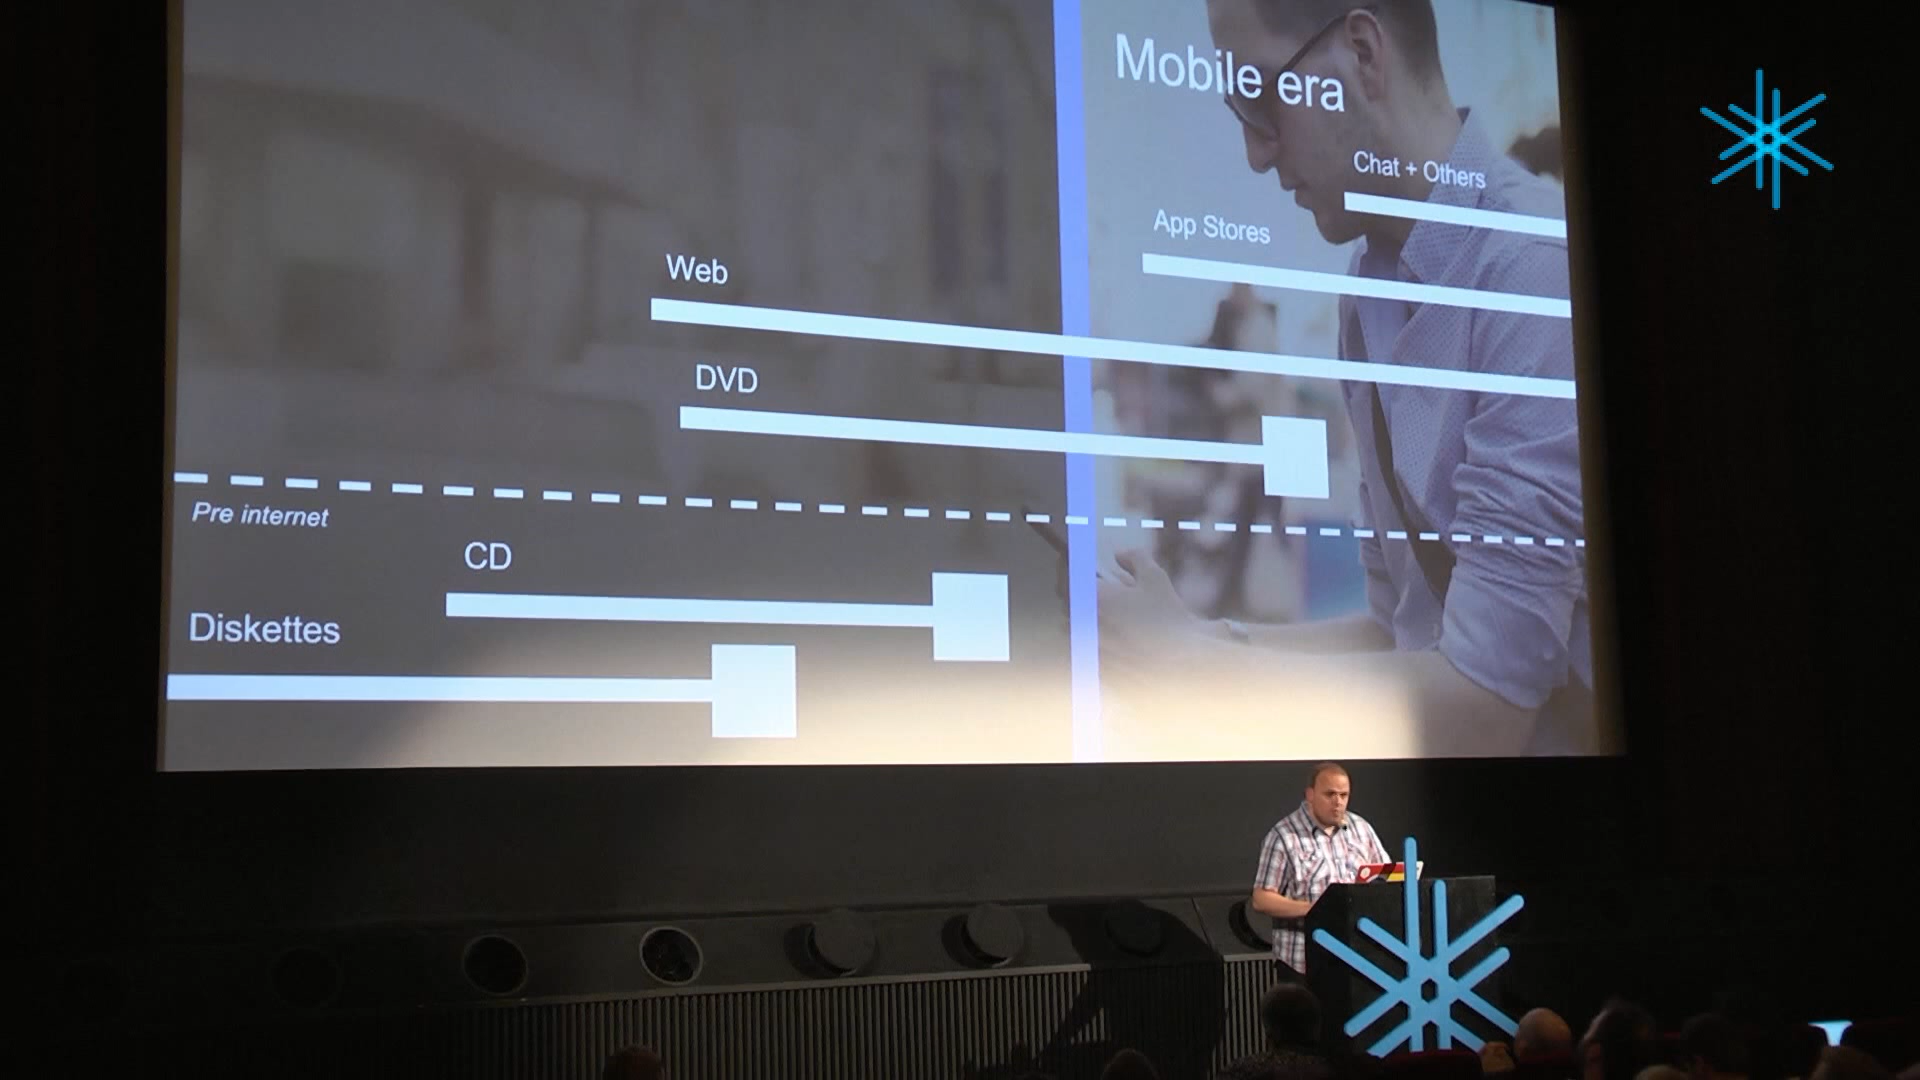 Mobile era
Chat + Others
App Stores
Web
DVD
Pre internet
CD
Diskettes